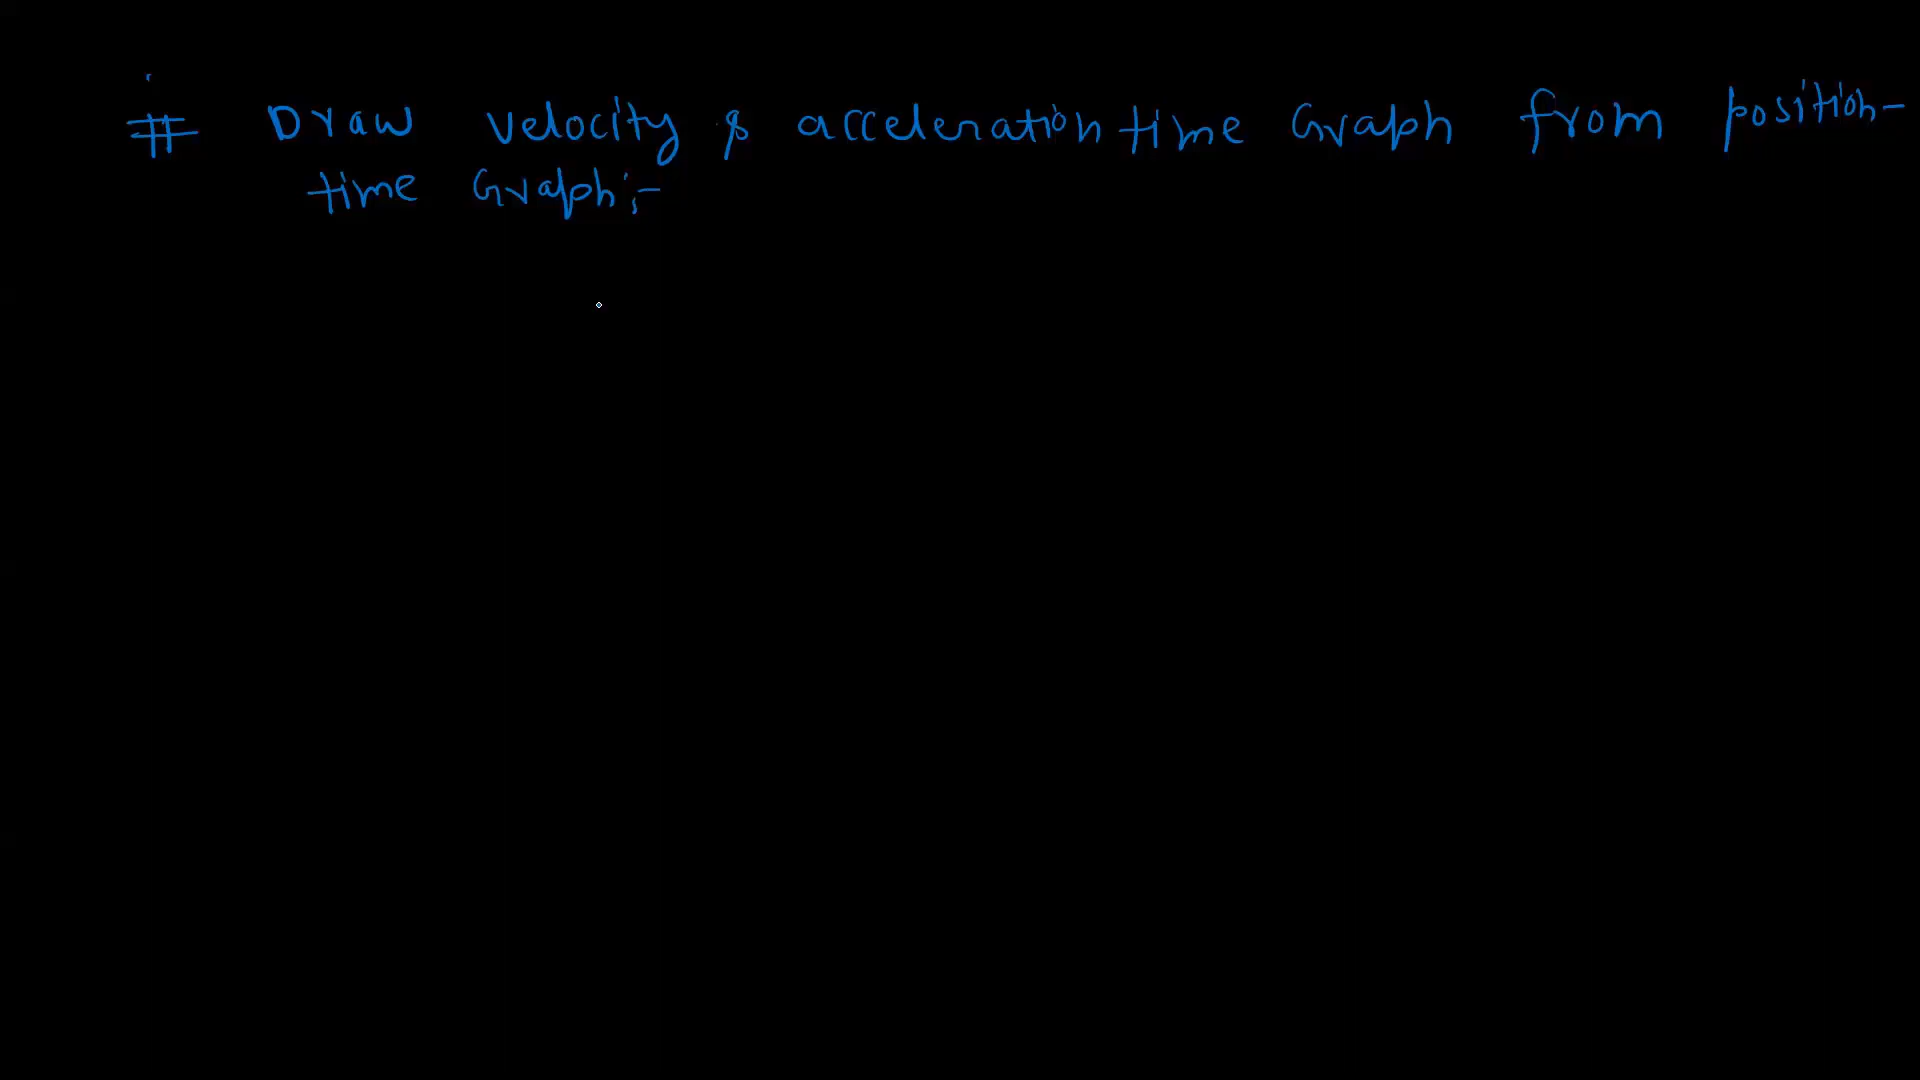 # Draw velocity & acceleration time Graph from position-
time Graph:-